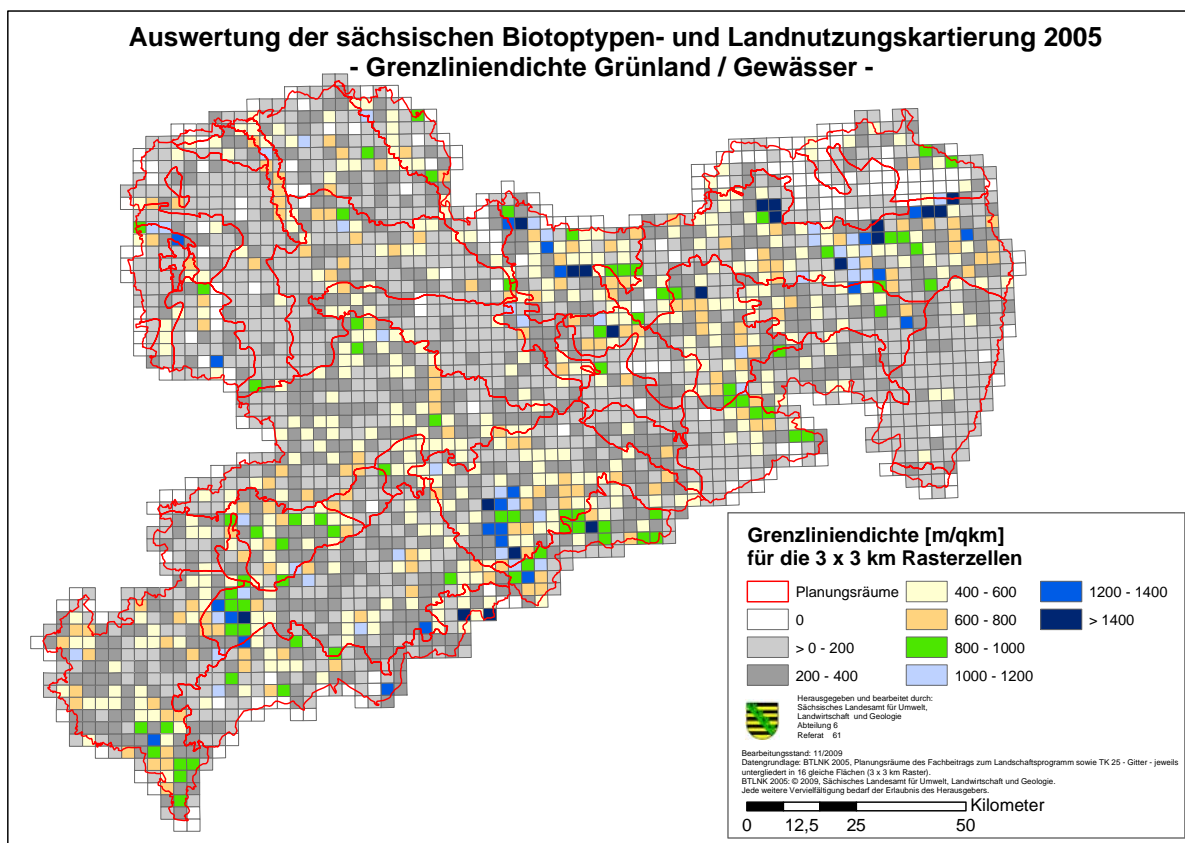 Auswertung der sächsischen Biotoptypen- und Landnutzungskartierung 2005
- Grenzliniendichte Grünland / Gewässer -
Grenzliniendichte [m/qkm]
für die 3 x 3 km Rasterzellen
Planungsräume
0
> 0 - 200
200 - 400
400 - 600
600 - 800
800 - 1000
1000 - 1200
1200 - 1400
> 1400
Herausgegeben und bearbeitet durch:
Sächsisches Landesamt für Umwelt,
Landwirtschaft und Geologie
Abteilung 6
Referat 61
Bearbeitungsstand: 11/2009
Datengrundlage: BTLNK 2005, Planungsräume des Fachbeitrags zum Landschaftsprogramm sowie TK 25 - Gitter - jeweils
untergliedert in 16 gleiche Flächen (3 x 3 km Raster).
BTLNK 2005: © 2009, Sächsisches Landesamt für Umwelt, Landwirtschaft und Geologie.
Jede weitere Vervielfältigung bedarf der Erlaubnis des Herausgebers.
Kilometer
0 12,5 25 50